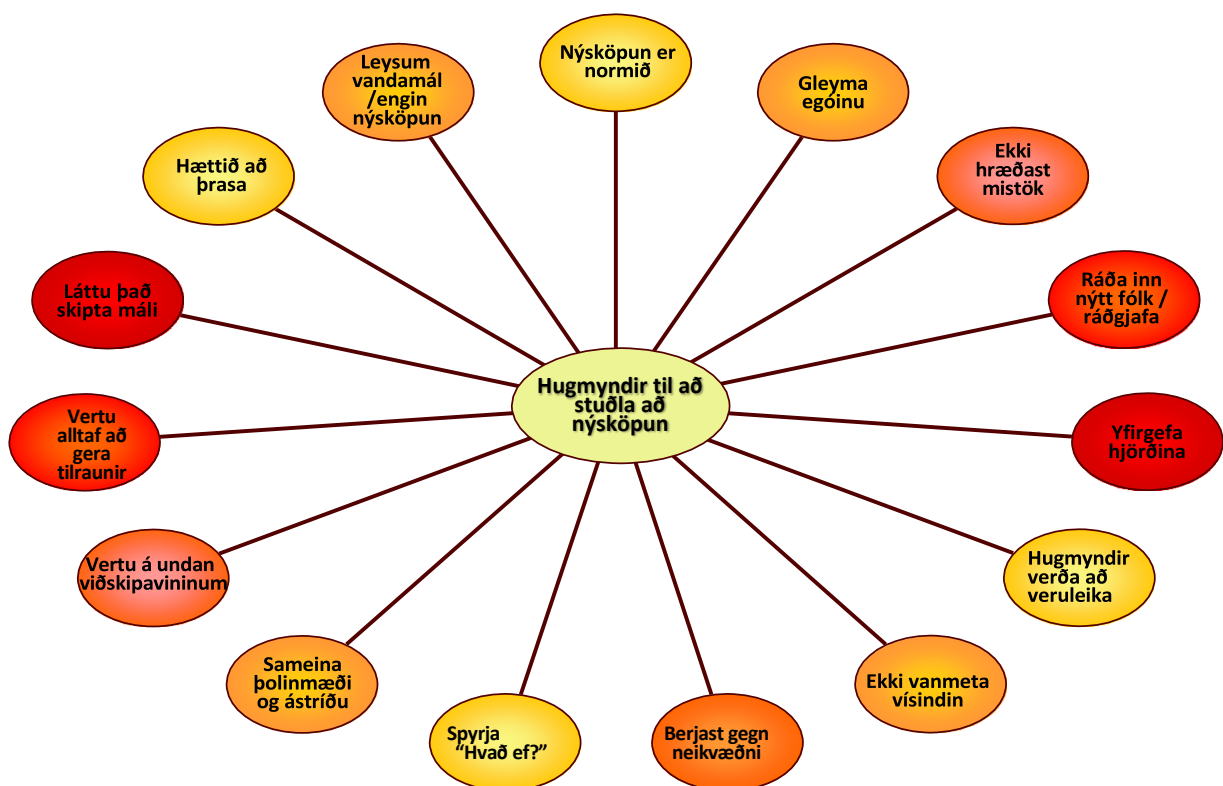 Nýsköpun er
normið
Gleyma
egóinu
Ekki
hræðast
mistök
Ráða inn
nýtt fólk /
ráðgjafa
Yfirgefa
hjörðina
Hugmyndir
verða að
veruleika
Ekki vanmeta
vísindin
Berjast gegn
neikvæðni
Spyrja
“Hvað ef?”
Sameina
þolinmæði
og ástríðu
Vertu á undan
viðskipavininum
Vertu
alltaf að
gera
tilraunir
Láttu það
skipta máli
Hættið að
þrasa
Leysum
vandamál
/engin
nýsköpun
Hugmyndir til að
stuðla að
nýsköpun